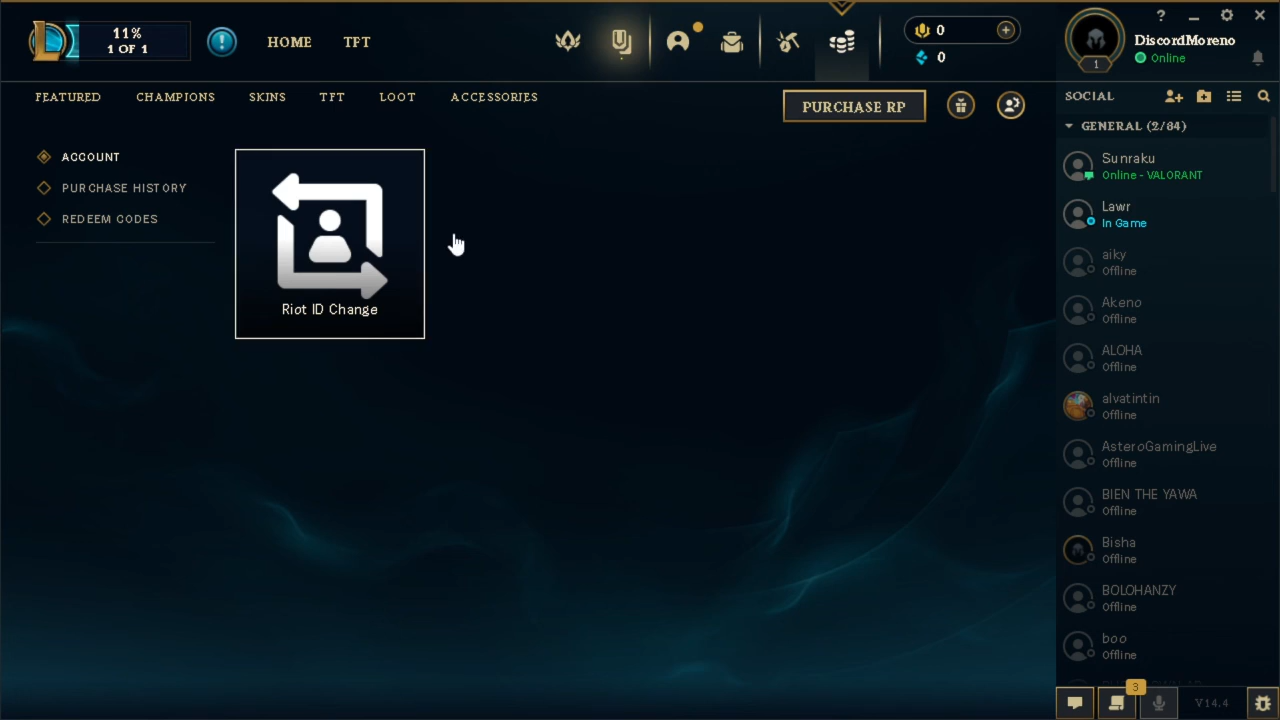 11%
1 OF 1
HOME
TFT
0
0
?
DiscordMoreno
Online
1
FEATURED
CHAMPIONS
SKINS
TFT
LOOT
ACCESSORIES
PURCHASE RP
SOCIAL
GENERAL (2/84)
ACCOUNT
PURCHASE HISTORY
REDEEM CODES
Riot ID Change
Sunraku
Online - VALORANT
Lawr
In Game
aiky
Offline
Akeno
Offline
ALOHA
Offline
alvatintin
Offline
AsteroGamingLive
Offline
BIEN THE YAWA
Offline
Bisha
Offline
BOLOHANZY
Offline
boo
Offline
3
V14.4